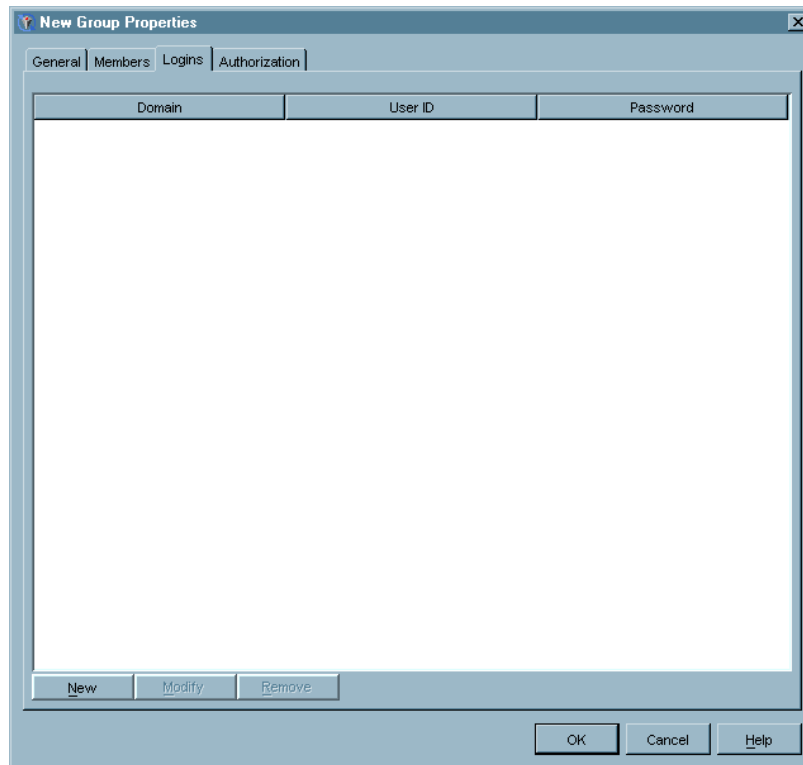 New Group Properties
General Members Logins Authorization
Domain User ID Password
New Modify Remove
OK Cancel Help